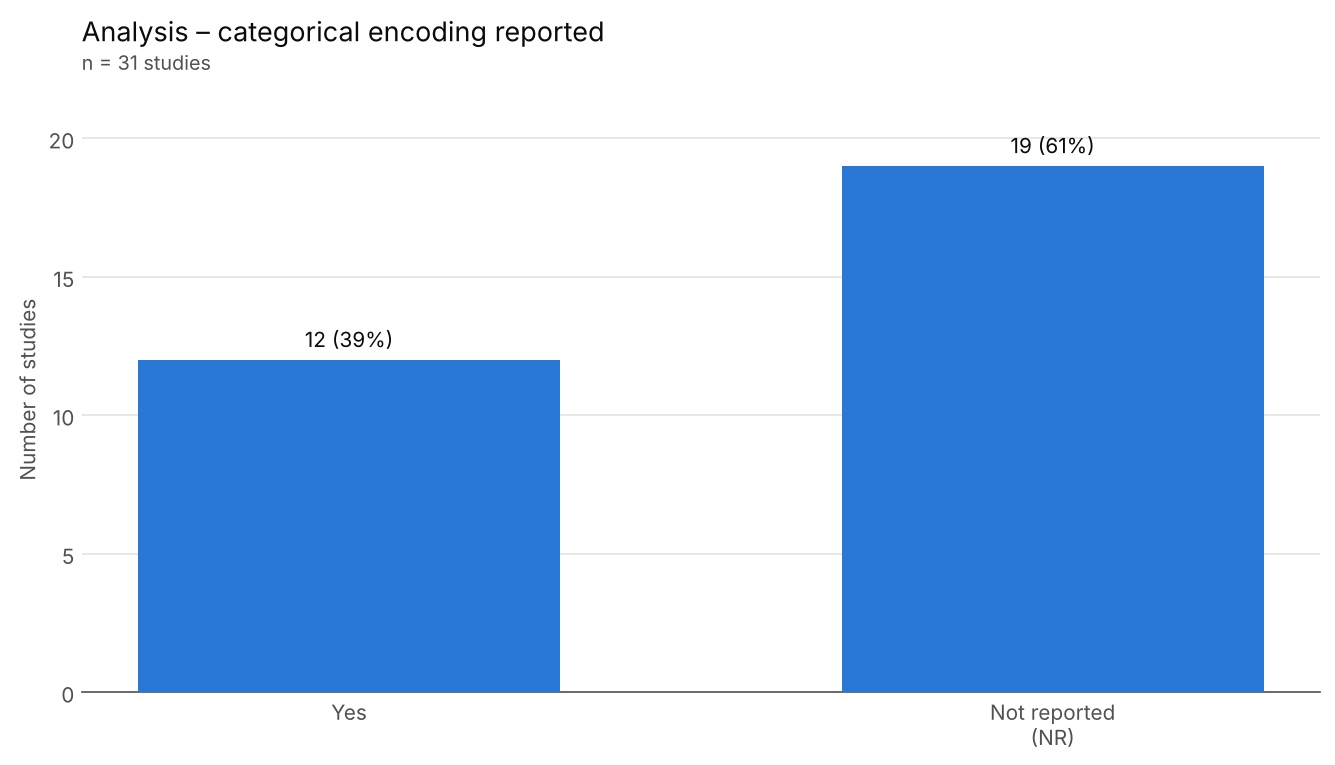 Analysis – categorical encoding reported
n = 31 studies
20
19 (61%)
15
12 (39%)
10
5
0
Number of studies
Yes
Not reported
(NR)